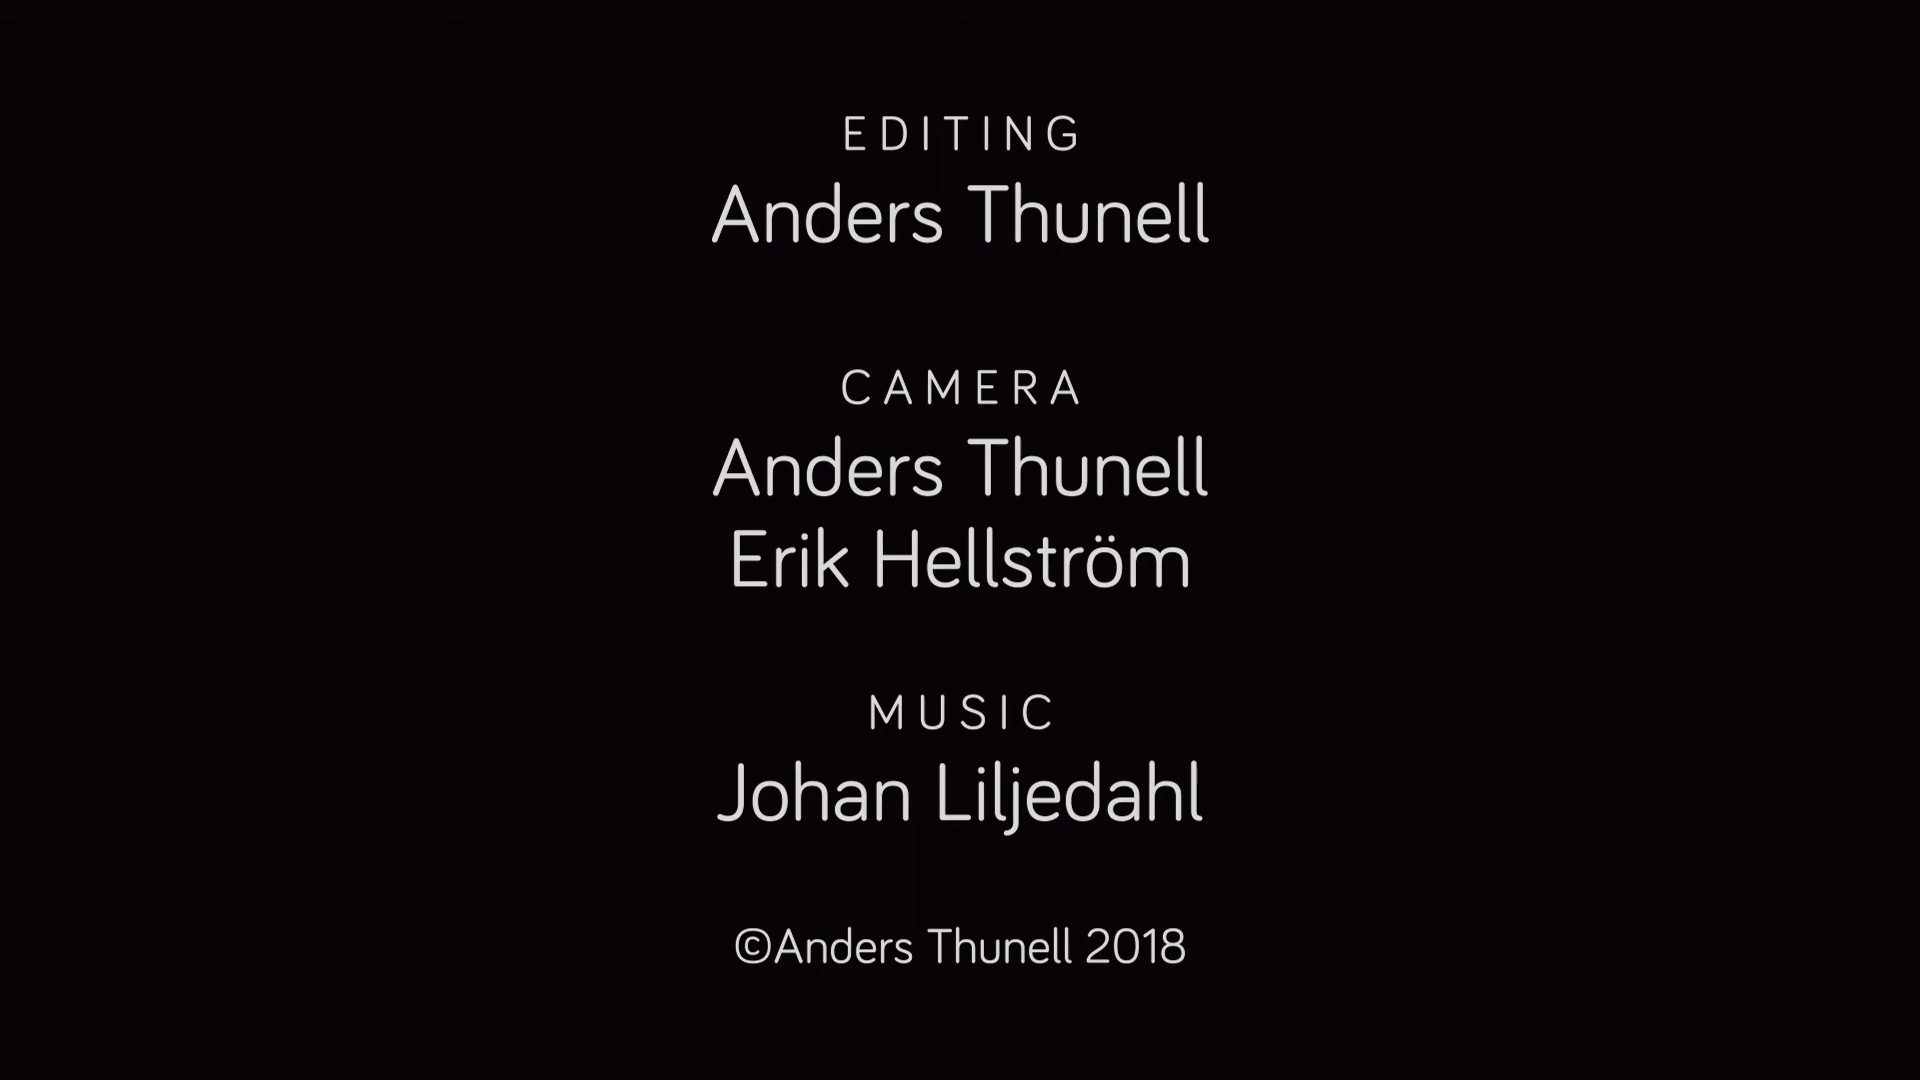 EDITING
Anders Thunell
CAMERA
Anders Thunell
Erik Hellström
MUSIC
Johan Liljedahl
©Anders Thunell 2018